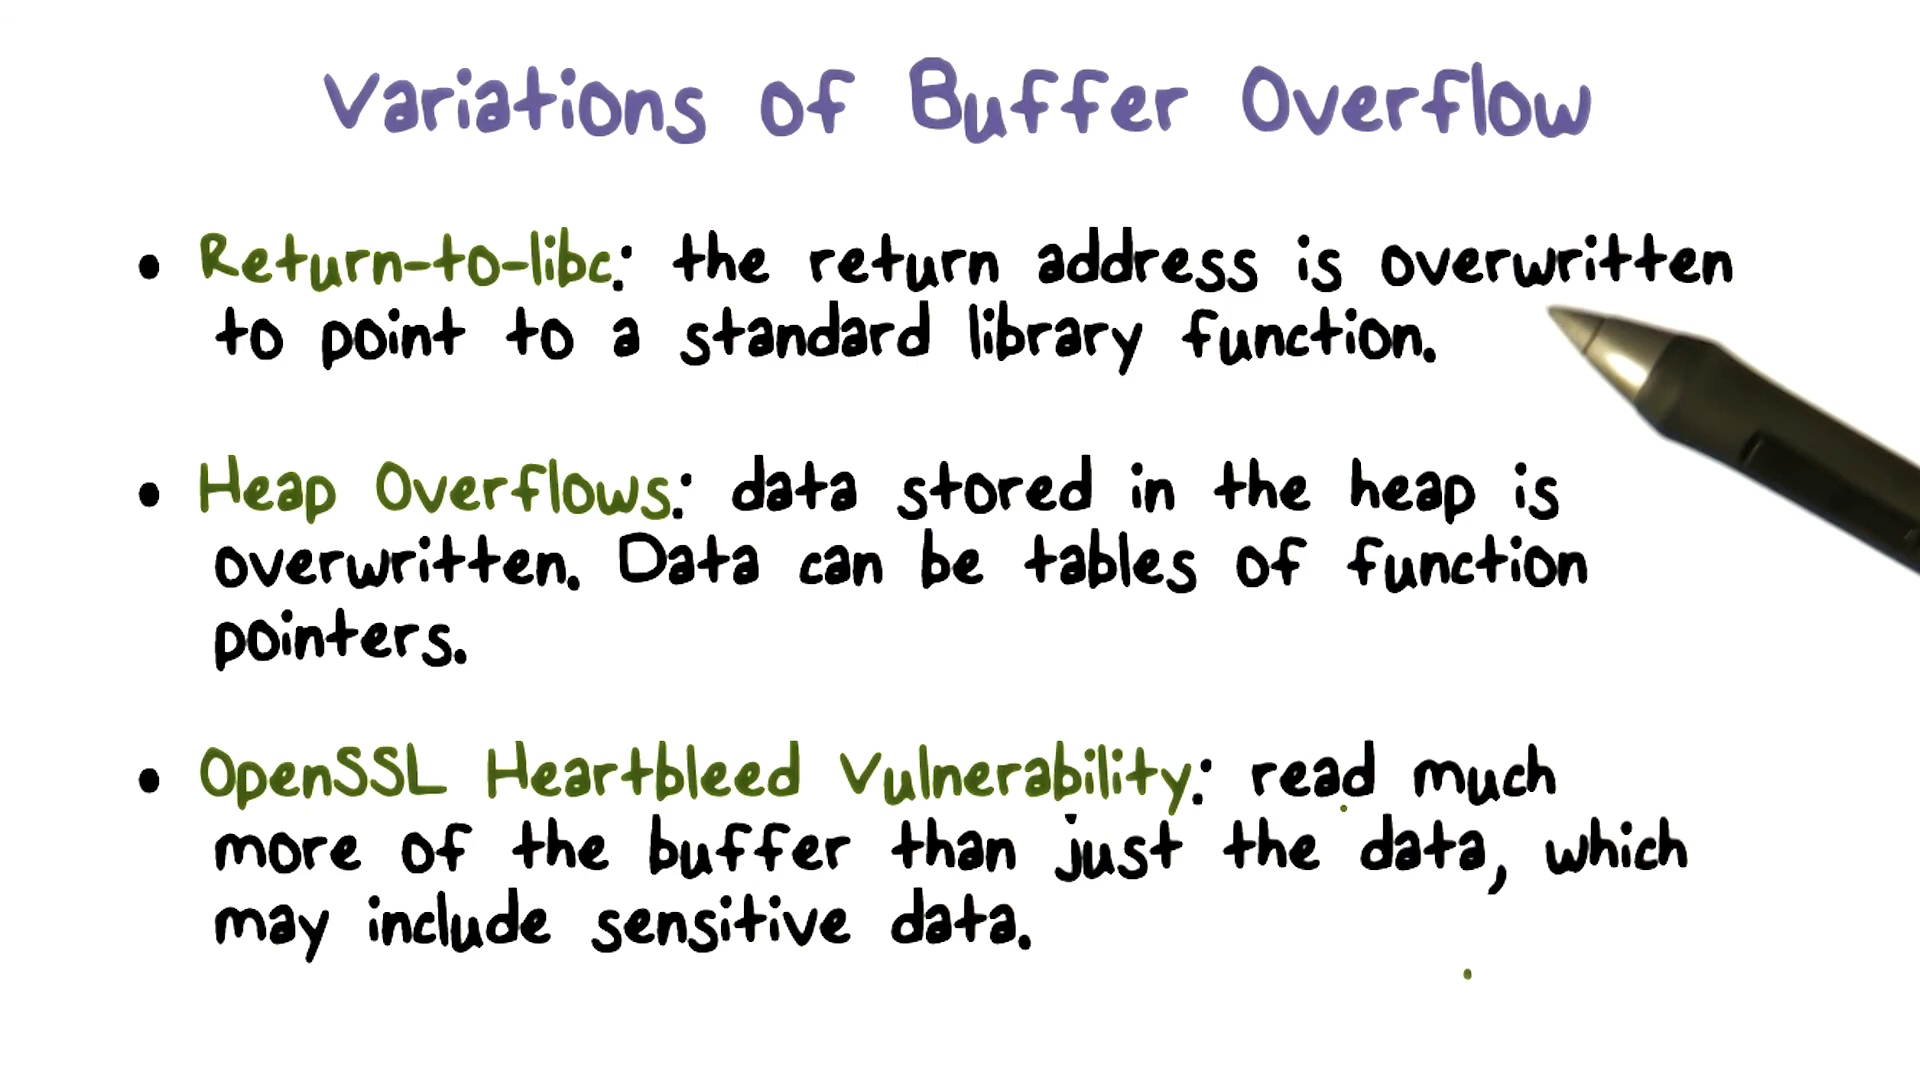 Variations of Buffer Overflow
• Return-to-libc: the return address is overwritten
to point to a standard library function.
• Heap Overflows: data stored in the heap is
overwritten. Data can be tables of function
pointers.
• OpenSSL Heartbleed Vulnerability: read much
more of the buffer than just the data, which
may include sensitive data.